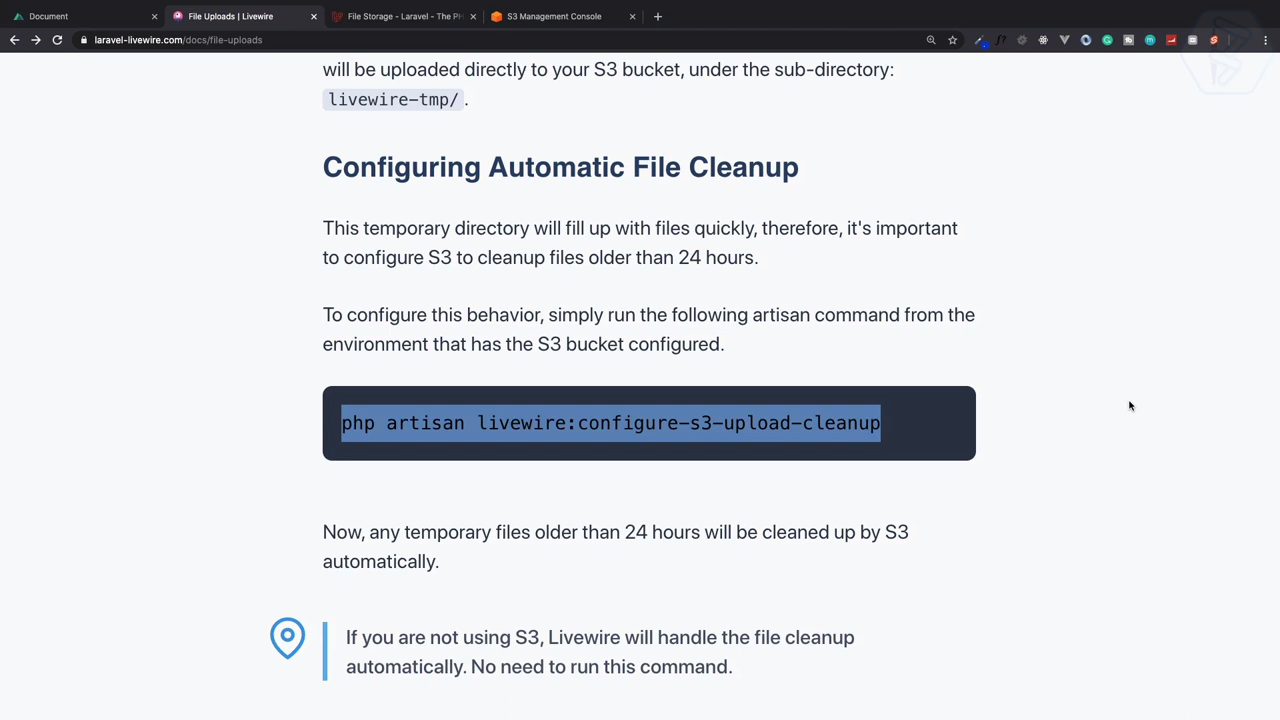 Document
File Uploads | Livewire
File Storage - Laravel - The PH
S3 Management Console
laravel-livewire.com/docs/file-uploads
will be uploaded directly to your S3 bucket, under the sub-directory:
livewire-tmp/.
Configuring Automatic File Cleanup
This temporary directory will fill up with files quickly, therefore, it's important
to configure S3 to cleanup files older than 24 hours.
To configure this behavior, simply run the following artisan command from the
environment that has the S3 bucket configured.
php artisan livewire:configure-s3-upload-cleanup
Now, any temporary files older than 24 hours will be cleaned up by S3
automatically.
If you are not using S3, Livewire will handle the file cleanup
automatically. No need to run this command.